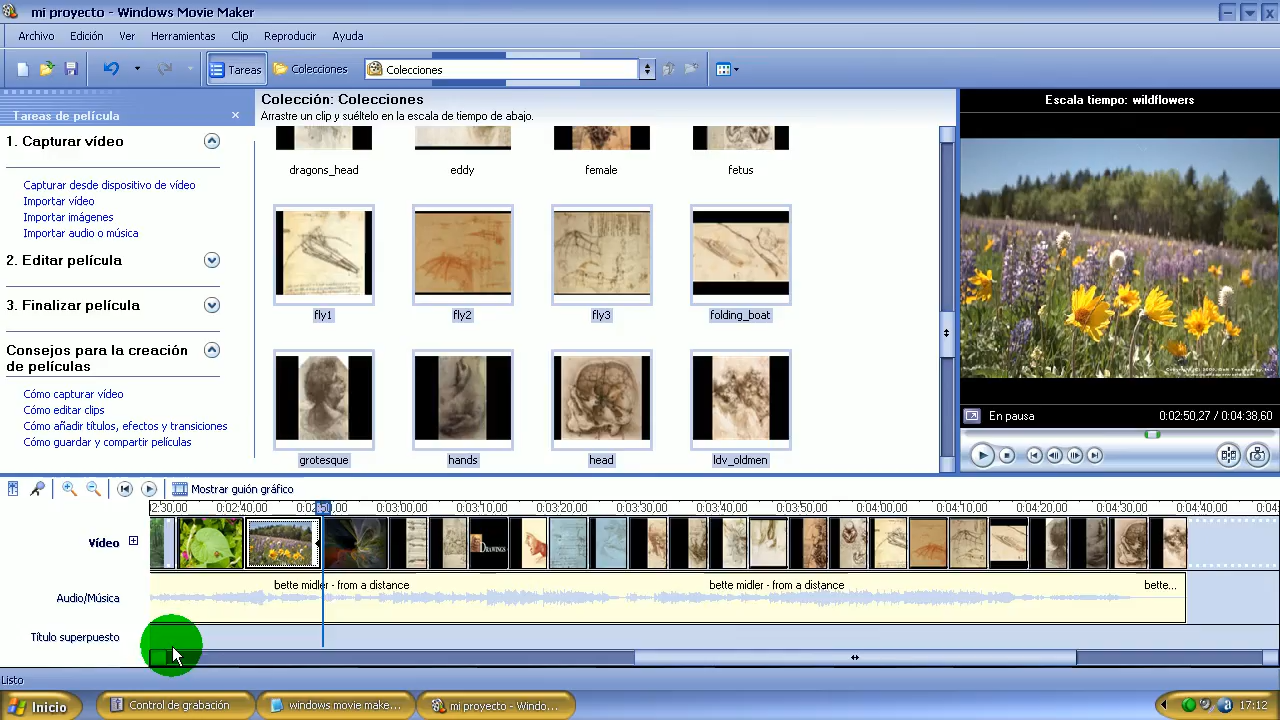 mi proyecto - Windows Movie Maker
Archivo Edición Ver Herramientas Clip Reproducir Ayuda
Tareas Colecciones Colecciones
Tareas de película
1. Capturar vídeo
Capturar desde dispositivo de vídeo
Importar vídeo
Importar imágenes
Importar audio o música
2. Editar película
3. Finalizar película
Consejos para la creación
de películas
Cómo capturar vídeo
Cómo editar clips
Cómo añadir títulos, efectos y transiciones
Cómo guardar y compartir películas
Colección: Colecciones
Arrastre un clip y suéltelo en la escala de tiempo de abajo.
dragons_head eddy female fetus
fly1 fly2 fly3 folding_boat
grotesque hands head ldv_oldmen
Escala tiempo: wildflowers
En pausa 0:02:50,27 / 0:04:38,60
Mostrar guión gráfico
2:30,00 0:02:40,00 0:03:00,00 0:03:10,00 0:03:20,00 0:03:30,00 0:03:40,00 0:03:50,00 0:04:00,00 0:04:10,00 0:04:20,00 0:04:30,00 0:04:40,00
Vídeo
DRAWINGS
Audio/Música
bette midler - from a distance bette midler - from a distance bette...
Título superpuesto
Listo
Inicio Control de grabación windows movie make... mi proyecto - Windo... 17:12